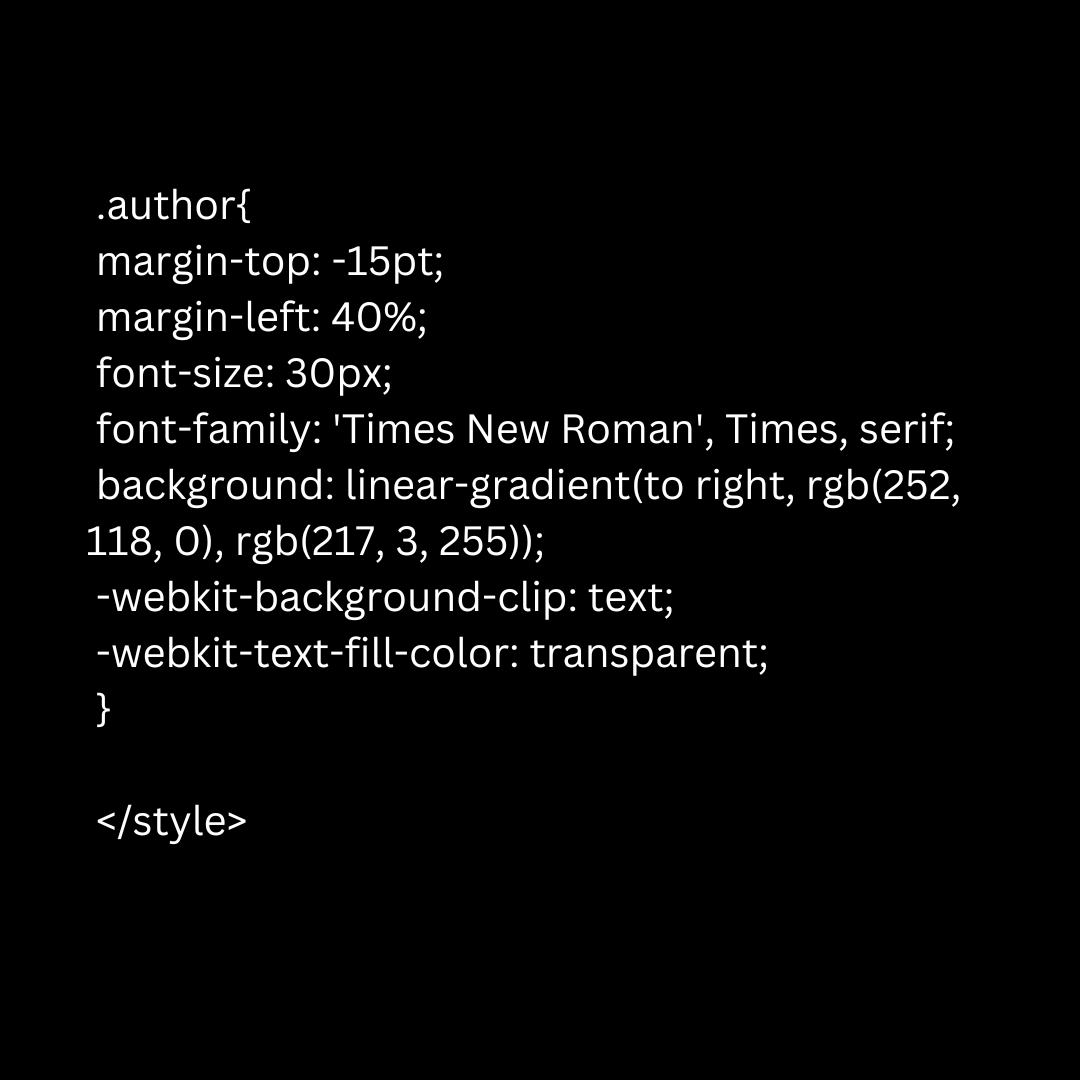 .author{
margin-top: -15pt;
margin-left: 40%;
font-size: 30px;
font-family: 'Times New Roman', Times, serif;
background: linear-gradient(to right, rgb(252,
118, 0), rgb(217, 3, 255));
-webkit-background-clip: text;
-webkit-text-fill-color: transparent;
}
</style>